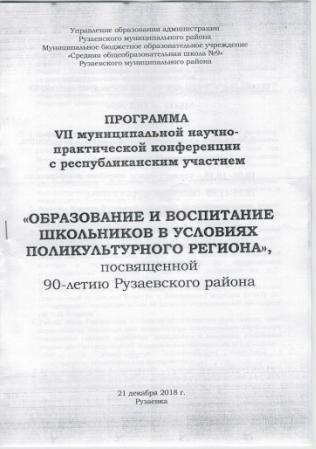 Управление образования администрации
Рузаевского муниципального района
Муниципальное бюджетное образовательное учреждение
«Средняя общеобразовательная школа №9»
Рузаевского муниципального района
ПРОГРАММА
VII муниципальной научно-
практической конференции
с республиканским участием
«ОБРАЗОВАНИЕ И ВОСПИТАНИЕ
ШКОЛЬНИКОВ В УСЛОВИЯХ
ПОЛИКУЛЬТУРНОГО РЕГИОНА»,
посвященной
90-летию Рузаевского района
21 декабря 2018 г.
Рузаевка